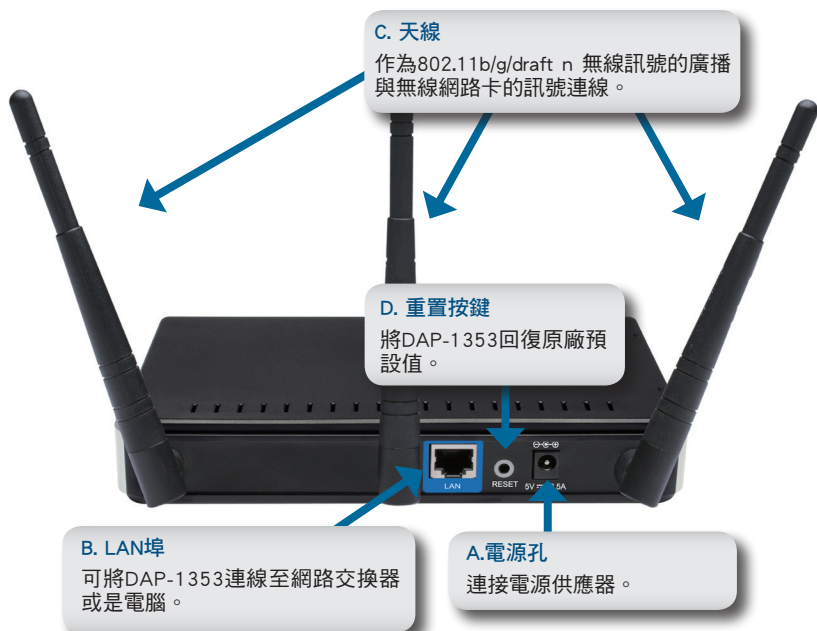 C. 天線
作為802.11b/g/draft n 無線訊號的廣播
與無線網路卡的訊號連線。
D. 重置按鍵
將DAP-1353回復原廠預
設值。
LAN
RESET
5V 5A
B. LAN埠
可將DAP-1353連線至網路交換器
或是電腦。
A.電源孔
連接電源供應器。